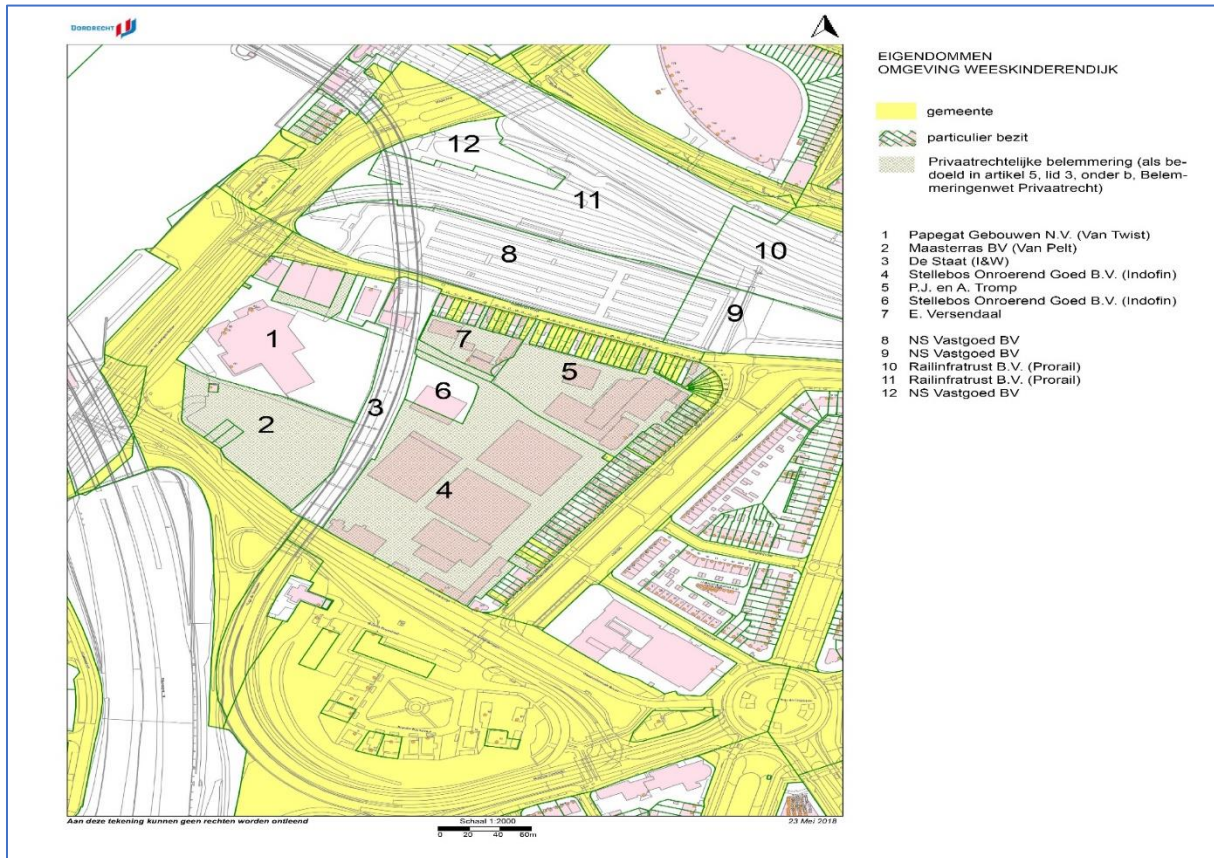 DORDRECHT
EIGENDOMMEN
OMGEVING WEESKINDERENDIJK
gemeente
particulier bezit
Privaatrechtelijke belemmering (als be-
doeld in artikel 5, lid 3, onder b, Belem-
meringenwet Privaatrecht)
1 Papegat Gebouwen N.V. (Van Twist)
2 Maasterras BV (Van Pelt)
3 De Staat (I&W)
4 Stellebos Onroerend Goed B.V. (Indofin)
5 P.J. en A. Tromp
6 Stellebos Onroerend Goed B.V. (Indofin)
7 E. Versendaal
8 NS Vastgoed BV
9 NS Vastgoed BV
10 Railinfratrust B.V. (Prorail)
11 Railinfratrust B.V. (Prorail)
12 NS Vastgoed BV
12
11
10
8
9
1
7
5
6
3
2
4
Aan deze tekening kunnen geen rechten worden ontleend
Schaal 1:2000
0 20 40 60m
23 Mei 2018